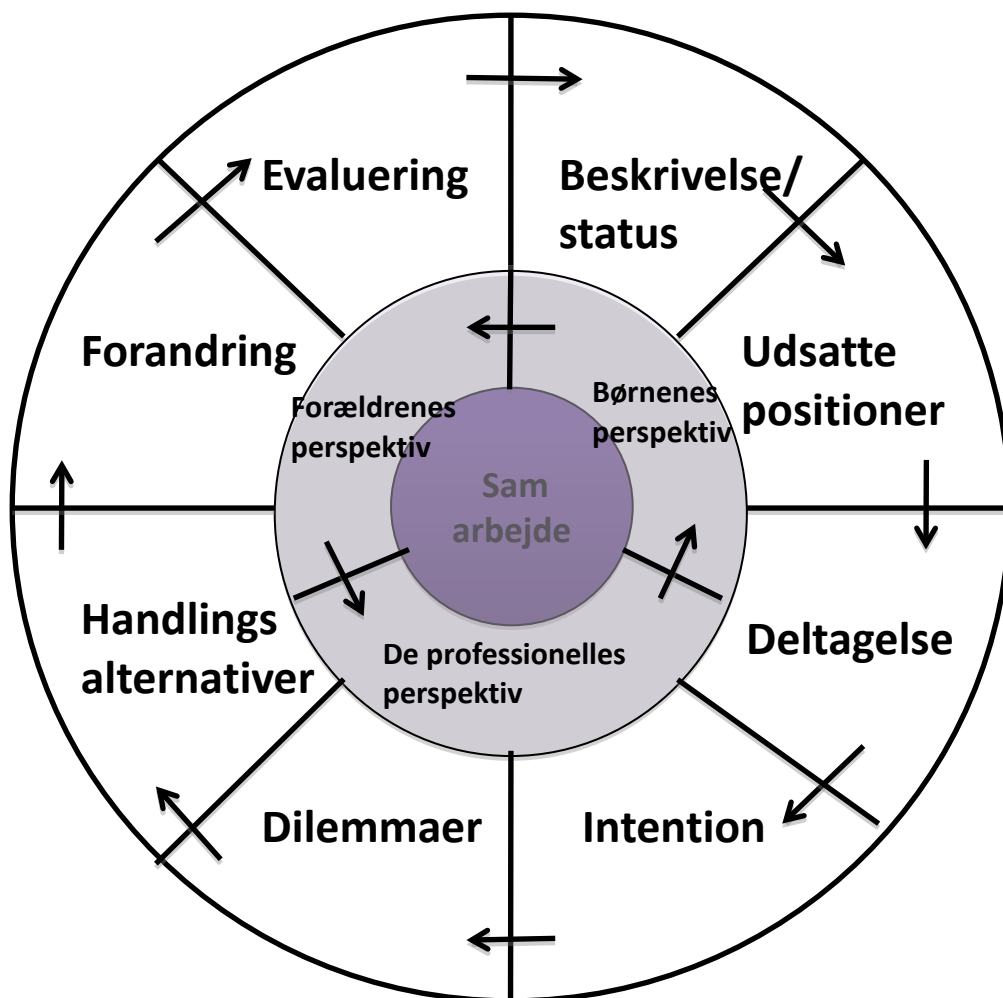 Evaluering
Beskrivelse/
status
Forandring
Udsatte
positioner
Forældrenes
perspektiv
Børnenes
perspektiv
Sam
arbejde
Handlings
alternativer
Deltagelse
De professionelles
perspektiv
Dilemmaer
Intention